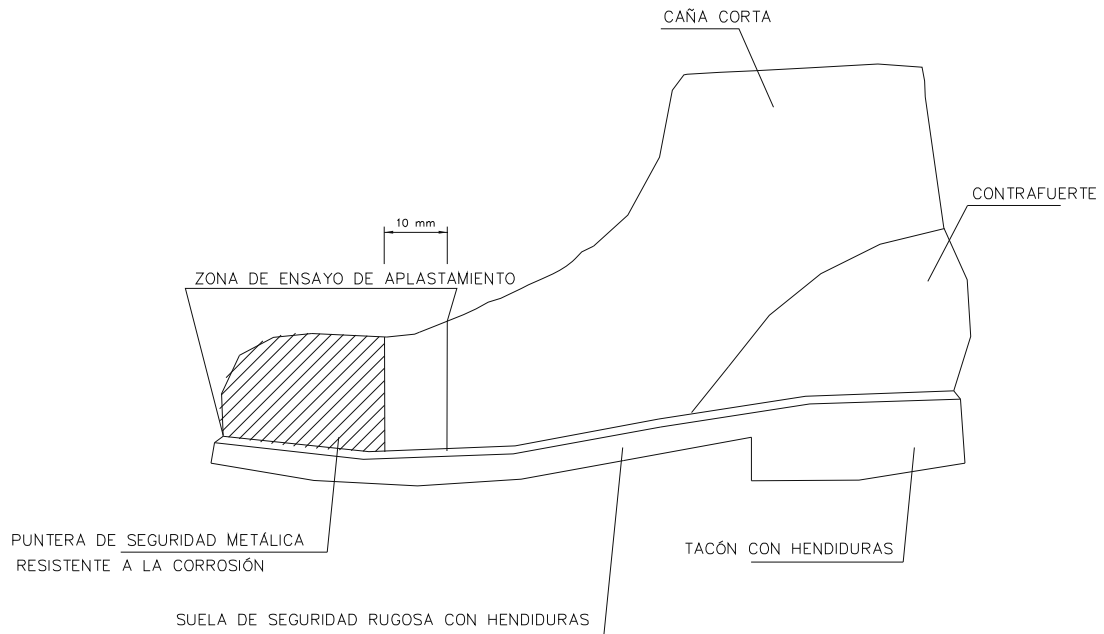 CAÑA CORTA
CONTRAFUERTE
10 mm
ZONA DE ENSAYO DE APLASTAMIENTO
PUNTERA DE SEGURIDAD METÁLICA
RESISTENTE A LA CORROSIÓN
TACÓN CON HENDIDURAS
SUELA DE SEGURIDAD RUGOSA CON HENDIDURAS